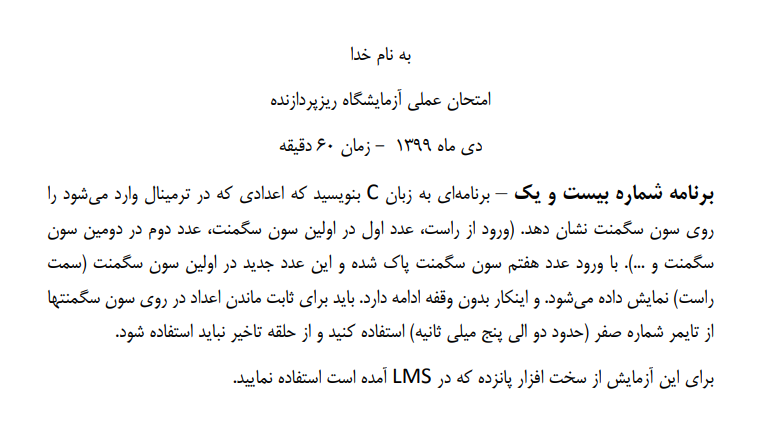 به نام خدا
امتحان عملی آزمایشگاه ریزپردازنده
دی ماه ۱۳۹۹ – زمان ۶۰ دقیقه
برنامه شماره بیست و یک – برنامه‌ای به زبان C بنویسید که اعدادی که در ترمینال وارد می‌شود را
روی سون سگمنت نشان دهد. (ورود از راست، عدد اول در اولین سون سگمنت، عدد دوم در دومین سون
سگمنت و ...). با ورود عدد هفتم سون سگمنت پاک شده و این عدد جدید در اولین سون سگمنت (سمت
راست) نمایش داده می‌شود. و اینکار بدون وقفه ادامه دارد. باید برای ثابت ماندن اعداد در روی سون سگمنتها
از تایمر شماره صفر (حدود دو الی پنج میلی ثانیه) استفاده کنید و از حلقه تاخیر نباید استفاده شود.
برای این آزمایش از سخت افزار پانزده که در LMS آمده است استفاده نمایید.